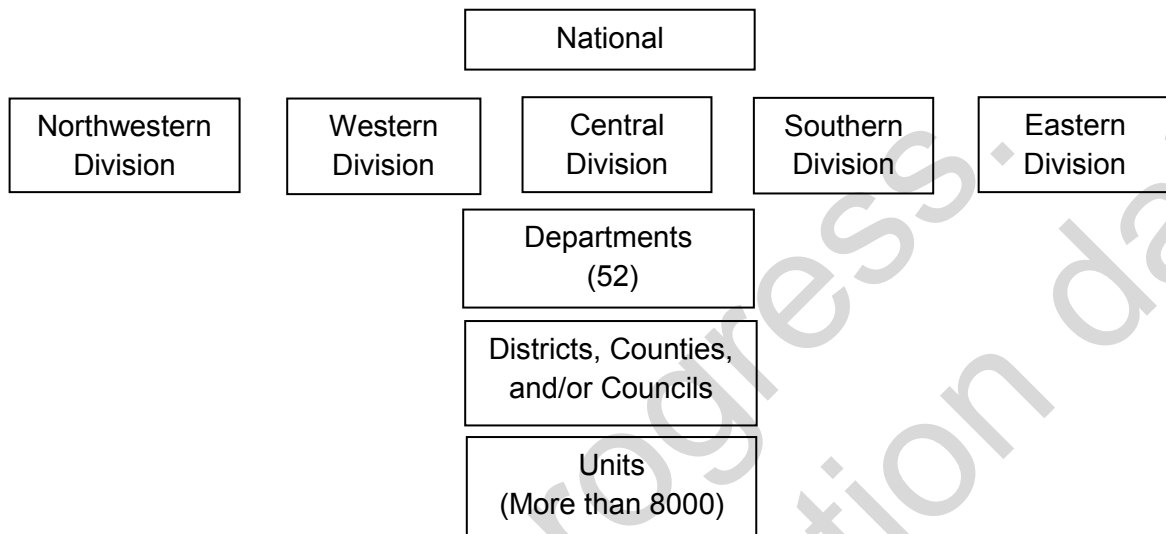 National
Northwestern
Division
Western
Division
Central
Division
Southern
Division
Eastern
Division
Departments
(52)
Districts, Counties,
and/or Councils
Units
(More than 8000)